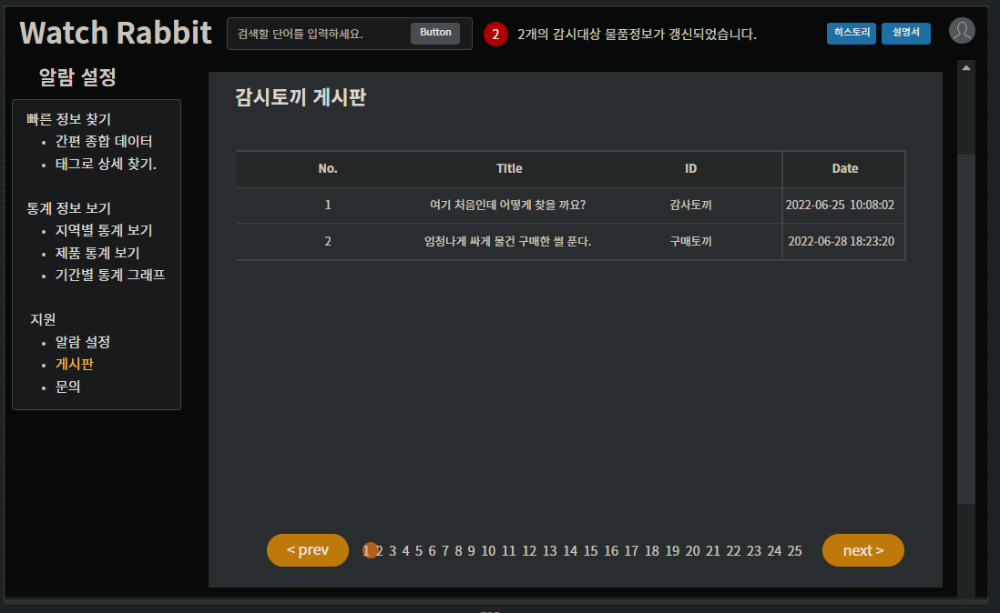 Watch Rabbit
검색할 단어를 입력하세요.
Button
2
2개의 감시대상 물품정보가 갱신되었습니다.
히스토리
설명서
알람 설정
빠른 정보 찾기
• 간편 종합 데이터
• 태그로 상세 찾기.
통계 정보 보기
• 지역별 통계 보기
• 제품 통계 보기
• 기간별 통계 그래프
지원
• 알람 설정
• 게시판
• 문의
감시토끼 게시판
No. Title ID Date
1 여기 처음인데 어떻게 찾을 까요? 감사토끼 2022-06-25 10:08:02
2 엄청나게 싸게 물건 구매한 썰 푼다. 구매토끼 2022-06-28 18:23:20
< prev 1 2 3 4 5 6 7 8 9 10 11 12 13 14 15 16 17 18 19 20 21 22 23 24 25 next >